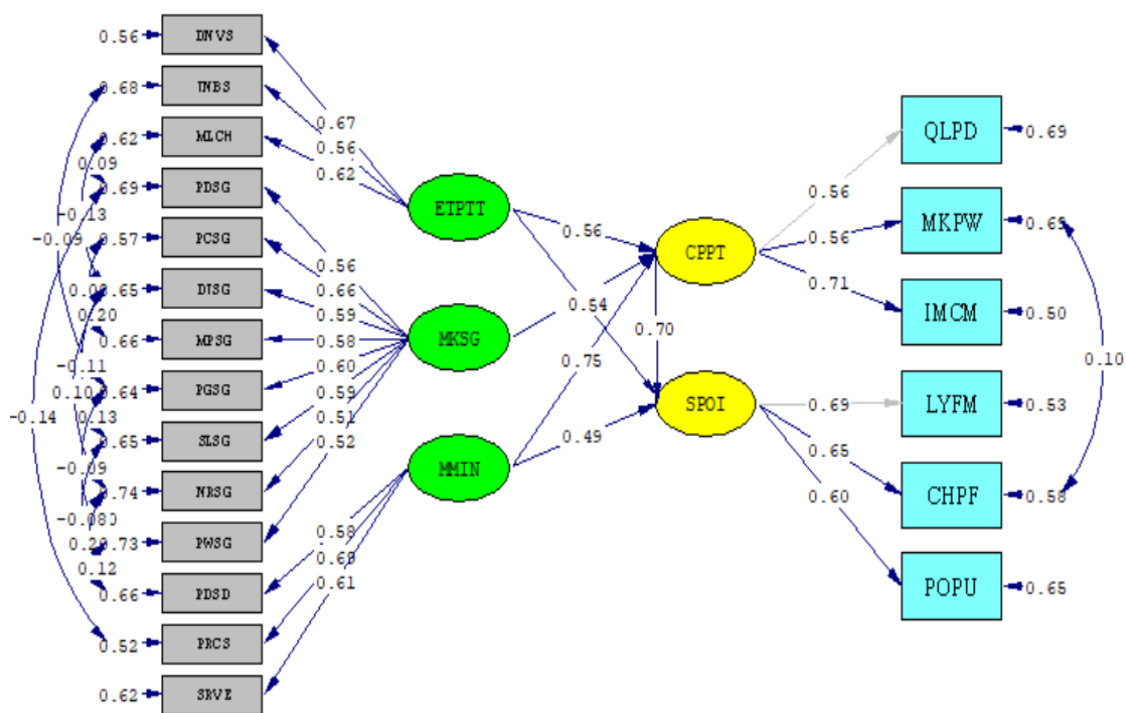 0.56 DNVS
0.68 INBS
0.62 MLCH
0.69 PDSG
0.57 PCSG
0.65 DISG
0.66 MPSG
0.64 PGSG
0.65 SLSG
0.74 NRSG
0.73 PWSG
0.66 PDSD
0.52 PRCS
0.62 SRVE
0.09
-0.13
-0.09
0.20
-0.11
0.10
0.13
-0.14
-0.09
0.12
0.67
0.56
0.62
0.56
0.66
0.59
0.58
0.60
0.59
0.51
0.52
0.58
0.61
ETPTT
MKSG
MMIN
0.56
0.54
0.75
0.49
0.70
CPPT
SPOI
0.56
0.56
0.71
0.69
0.65
0.60
QLPD 0.69
MKPW
IMCM 0.50
LYFM 0.53
CHPF 0.58
POPU 0.65
0.10